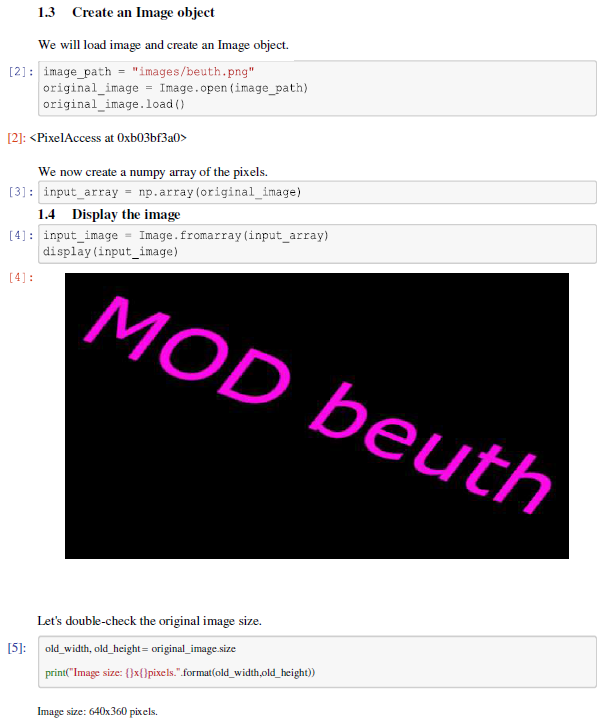 1.3 Create an Image object
We will load image and create an Image object.
[2]: image_path = "images/beuth.png"
original_image = Image.open(image_path)
original_image.load()
[2]: <PixelAccess at 0xb03bf3a0>
We now create a numpy array of the pixels.
[3]: input_array = np.array(original_image)
1.4 Display the image
[4]: input_image = Image.fromarray(input_array)
display(input_image)
[4]:
MOD beuth
Let's double-check the original image size.
[5]: old_width, old_height= original_image.size
print("Image size: {}x{}pixels.".format(old_width,old_height))
Image size: 640x360 pixels.